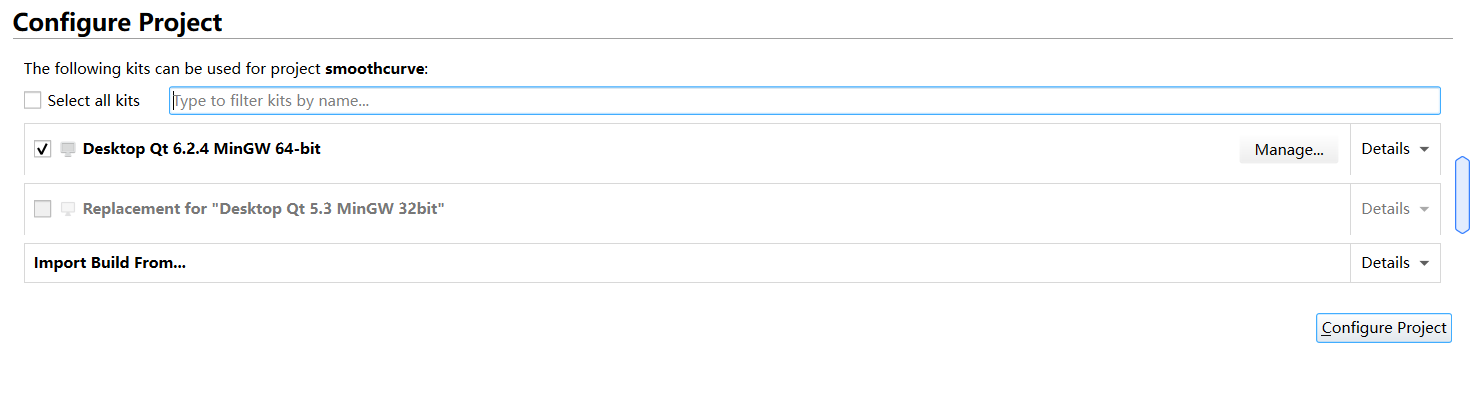 Configure Project
The following kits can be used for project smoothcurve:
Select all kits Type to filter kits by name...
Desktop Qt 6.2.4 MinGW 64-bit Manage... Details
Replacement for "Desktop Qt 5.3 MinGW 32bit" Details
Import Build From... Details
Configure Project